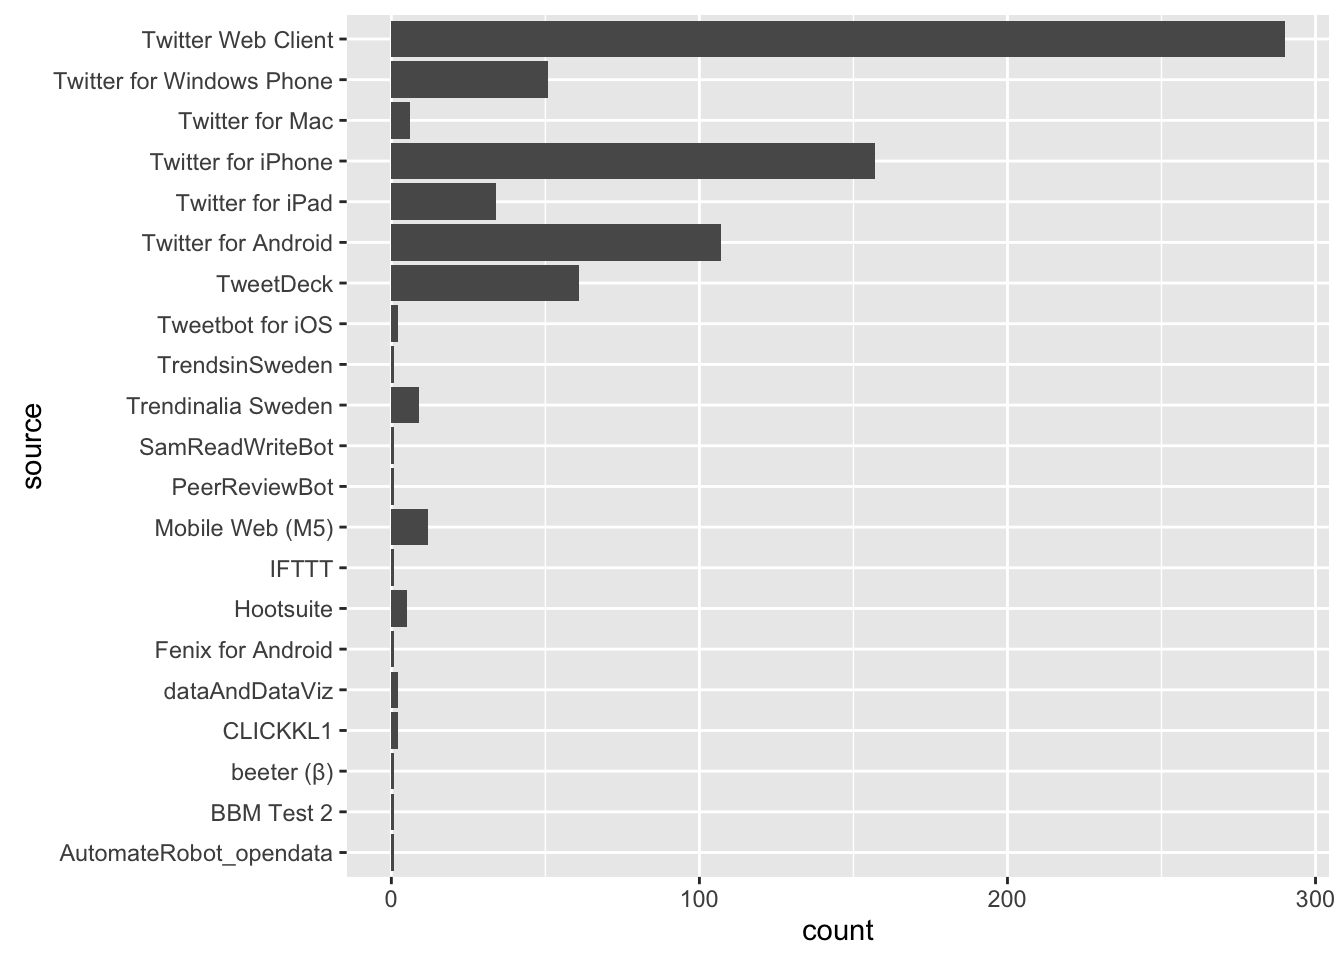 Twitter Web Client
Twitter for Windows Phone
Twitter for Mac
Twitter for iPhone
Twitter for iPad
Twitter for Android
TweetDeck
Tweetbot for iOS
TrendsinSweden
Trendinalia Sweden
SamReadWriteBot
PeerReviewBot
Mobile Web (M5)
IFTTT
Hootsuite
Fenix for Android
dataAndDataViz
CLICKKL1
beeter (β)
BBM Test 2
AutomateRobot_opendata
source
0 100 200 300
count